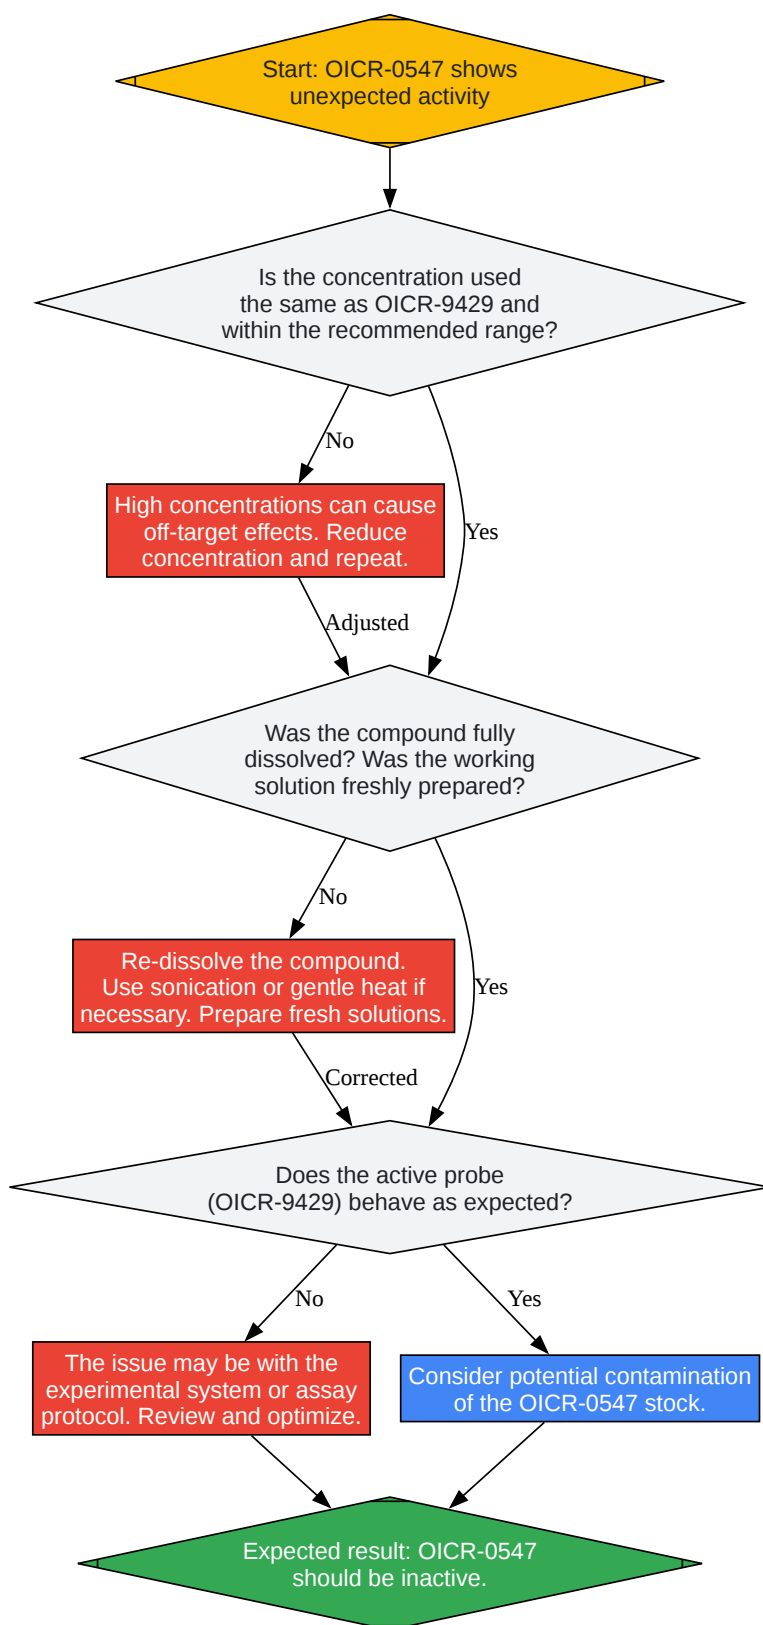 Start: OICR-0547 shows
unexpected activity
Is the concentration used
the same as OICR-9429 and
within the recommended range?
No
Yes
High concentrations can cause
off-target effects. Reduce
concentration and repeat.
Adjusted
Was the compound fully
dissolved? Was the working
solution freshly prepared?
No
Yes
Re-dissolve the compound.
Use sonication or gentle heat if
necessary. Prepare fresh solutions.
Corrected
Does the active probe
(OICR-9429) behave as expected?
No
Yes
The issue may be with the
experimental system or assay
protocol. Review and optimize.
Consider potential contamination
of the OICR-0547 stock.
Expected result: OICR-0547
should be inactive.